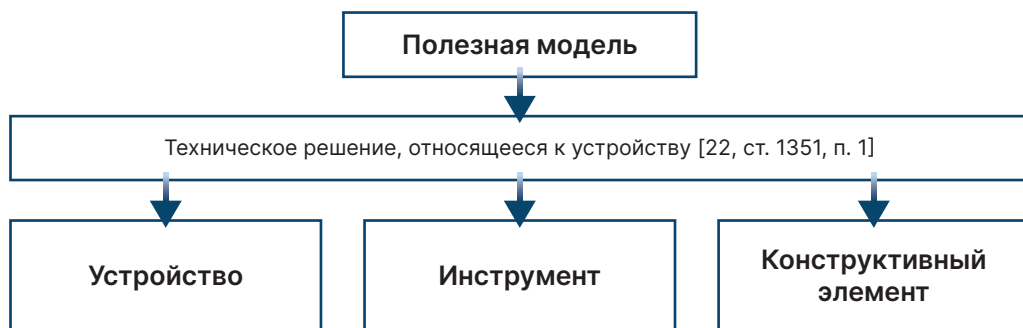 Полезная модель
Техническое решение, относящееся к устройству [22, ст. 1351, п. 1]
Устройство
Инструмент
Конструктивный
элемент